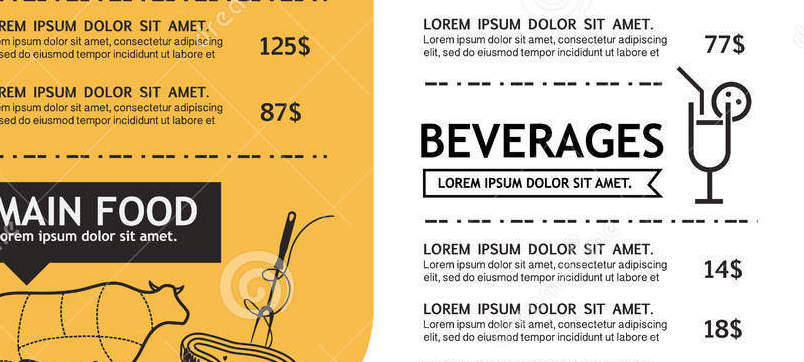 REM IPSUM DOLOR SIT AMET.
em ipsum dolor sit amet, consectetur adipiscing
sed do eiusmod tempor incididunt ut labore et
125$
REM IPSUM DOLOR SIT AMET.
em ipsum dolor sit amet, consectetur adipiscing
sed do eiusmod tempor incididunt ut labore et
87$
MAIN FOOD
orem ipsum dolor sit amet.
LOREM IPSUM DOLOR SIT AMET.
Lorem ipsum dolor sit amet, consectetur adipiscing
elit, sed do eiusmod tempor incididunt ut labore et
77$
BEVERAGES
LOREM IPSUM DOLOR SIT AMET.
LOREM IPSUM DOLOR SIT AMET.
Lorem ipsum dolor sit amet, consectetur adipiscing
elit, sed do eiusmod tempor incididunt ut labore et
14$
LOREM IPSUM DOLOR SIT AMET.
Lorem ipsum dolor sit amet, consectetur adipiscing
elit, sed do eiusmod tempor incididunt ut labore et
18$